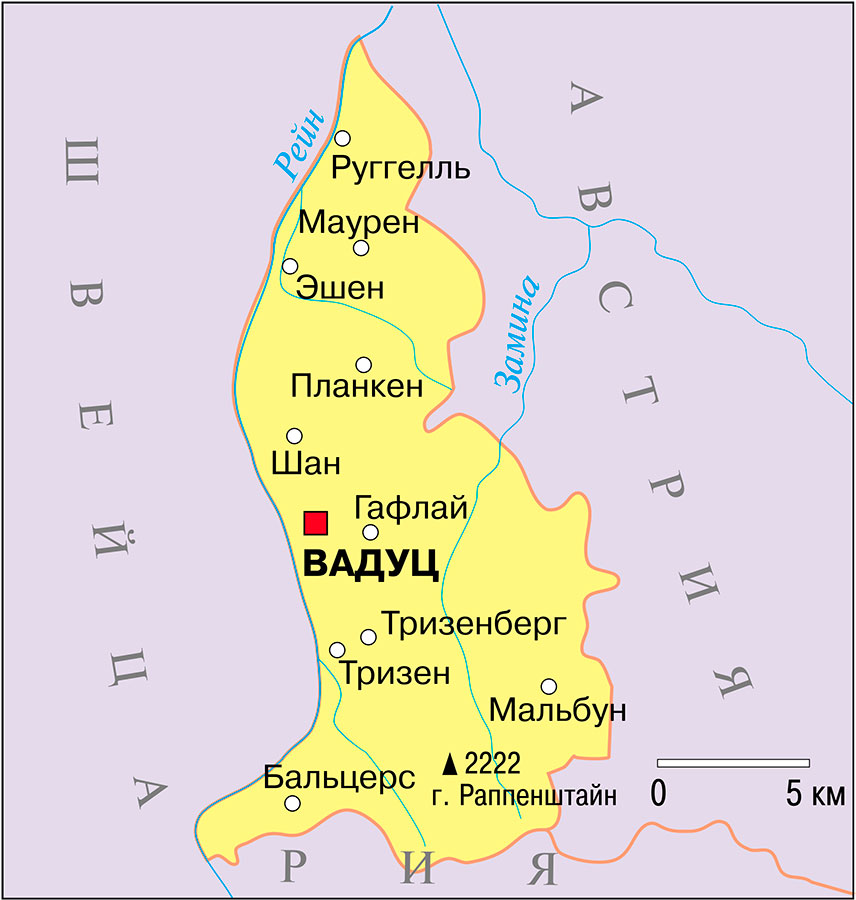 ШВЕЙЦАРИЯ
АВСТРИЯ
Рейн
Руггелль
Маурен
Эшен
Замина
Планкен
Шан
Гафлай
ВАДУЦ
Тризенберг
Тризен
Мальбун
2222
г. Раппенштайн
Бальцерс
0 5 км